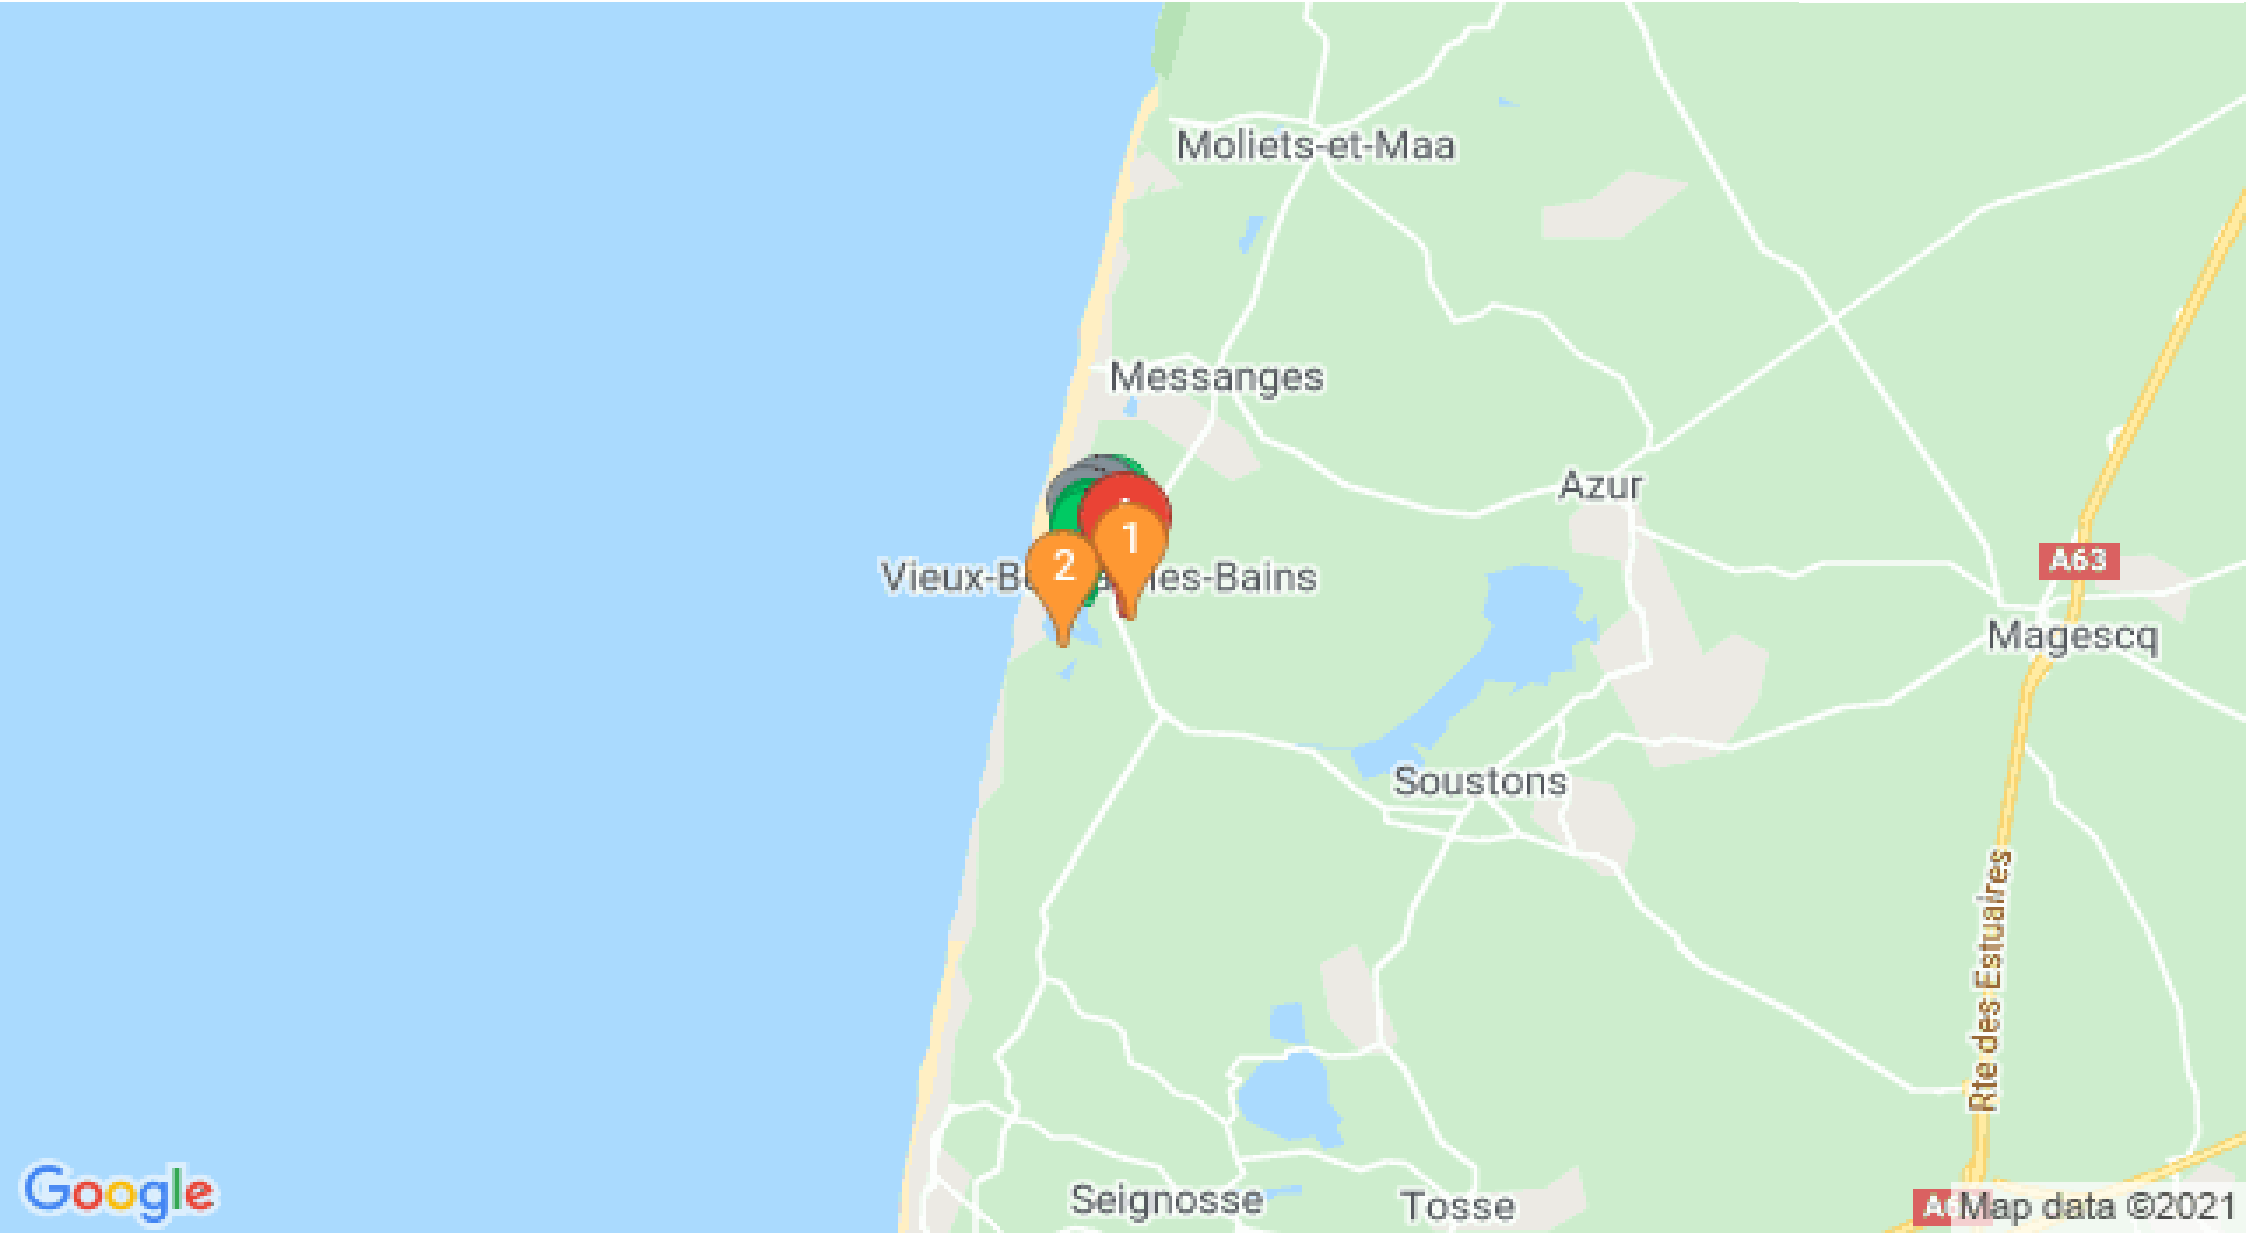 Moliets-et-Maa
Messanges
Azur
1
2
A63
Magescq
Soustons
Rte des Estuaires
Seignosse
Tosse
Google
Map data ©2021